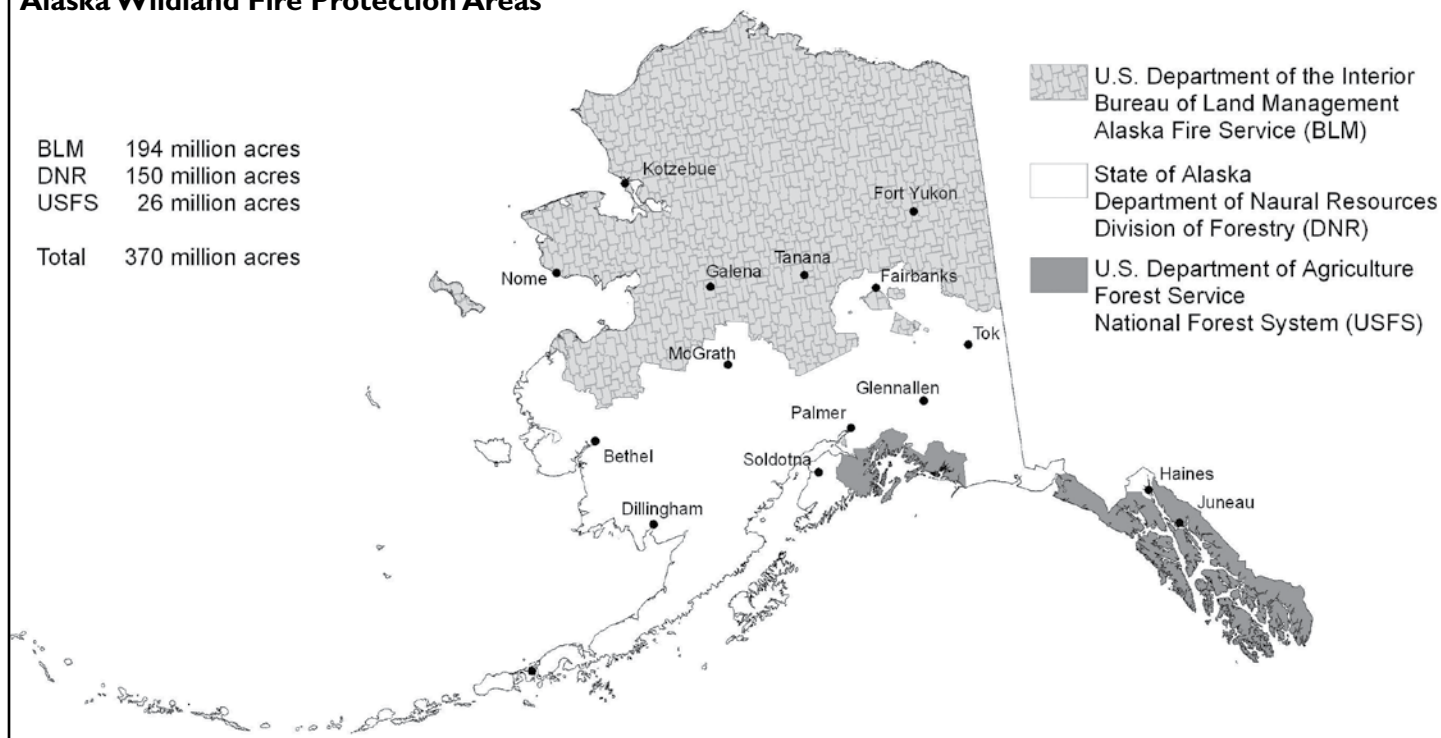 Alaska Wildland Fire Protection Areas
BLM 194 million acres
DNR 150 million acres
USFS 26 million acres
Total 370 million acres
U.S. Department of the Interior
Bureau of Land Management
Alaska Fire Service (BLM)
State of Alaska
Department of Naural Resources
Division of Forestry (DNR)
U.S. Department of Agriculture
Forest Service
National Forest System (USFS)
Kotzebue
Fort Yukon
Nome
Galena
Tanana
Fairbanks
Tok
McGrath
Glennallen
Palmer
Bethel
Soldotna
Haines
Juneau
Dillingham